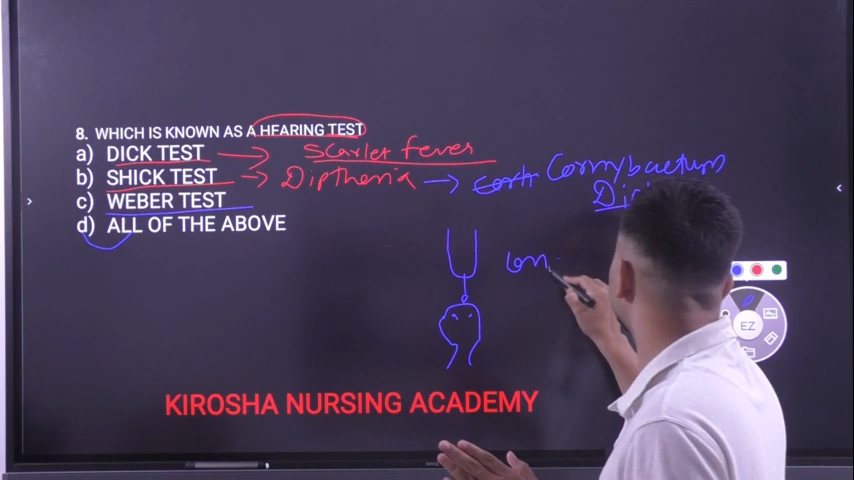 8. WHICH IS KNOWN AS A HEARING TEST
a) DICK TEST → Scarlet fever
b) SHICK TEST → Diptheria →
c) WEBER TEST
d) ALL OF THE ABOVE
EZ
KIROSHA NURSING ACADEMY